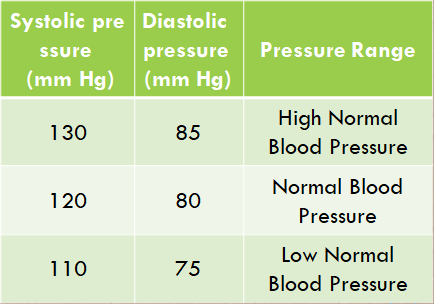 Systolic pre Diastolic
ssure pressure Pressure Range
(mm Hg) (mm Hg)
130 85 High Normal
Blood Pressure
120 80 Normal Blood
Pressure
110 75 Low Normal
Blood Pressure